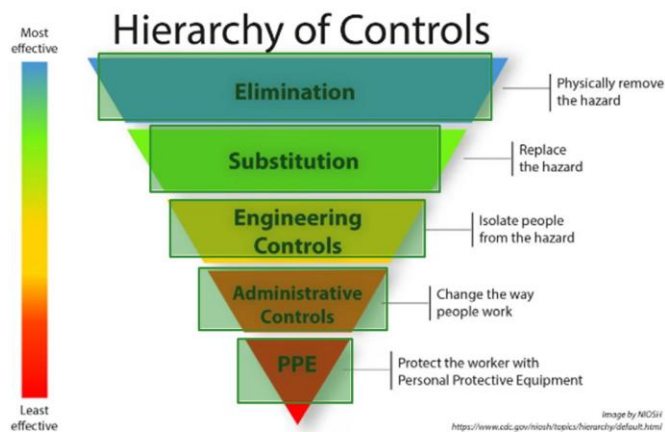 Hierarchy of Controls
Most
effective
Elimination
Physically remove
the hazard
Substitution
Replace
the hazard
Engineering
Controls
Isolate people
from the hazard
Administrative
Controls
Change the way
people work
PPE
Protect the worker with
Personal Protective Equipment
Least
effective
Image by NIOSH
https://www.cdc.gov/niosh/topics/hierarchy/default.html